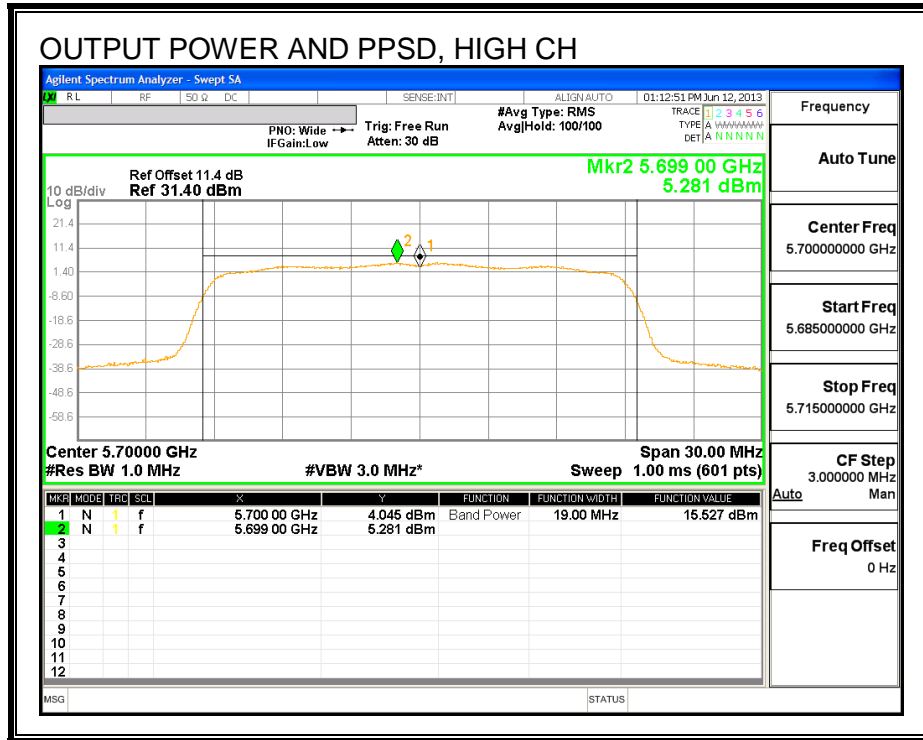 OUTPUT POWER AND PPSD, HIGH CH
Agilent Spectrum Analyzer - Swept SA
LXI RL RF 50 Ω DC SENSE:INT ALIGN AUTO 01:12:51 PM Jun 12, 2013
PNO: Wide Trig: Free Run #Avg Type: RMS TRACE 1 2 3 4 5 6
IFGain:Low Atten: 30 dB Avg|Hold: 100/100 TYPE A WWWWW
DET A N N N N N
Mkr2 5.699 00 GHz
5.281 dBm
Ref Offset 11.4 dB
10 dB/div Ref 31.40 dBm
Log
21.4
11.4
1.40
-8.60
-18.6
-28.6
-38.6
-48.6
-58.6
2 1
Center 5.70000 GHz Span 30.00 MHz
#Res BW 1.0 MHz #VBW 3.0 MHz* Sweep 1.00 ms (601 pts)
MKR MODE TRC SCL X Y FUNCTION FUNCTION WIDTH FUNCTION VALUE
1 N 1 f 5.700 00 GHz 4.045 dBm Band Power 19.00 MHz 15.527 dBm
2 N 1 f 5.699 00 GHz 5.281 dBm
3
4
5
6
7
8
9
10
11
12
MSG STATUS
Frequency
Auto Tune
Center Freq
5.700000000 GHz
Start Freq
5.685000000 GHz
Stop Freq
5.715000000 GHz
CF Step
3.000000 MHz
Auto Man
Freq Offset
0 Hz